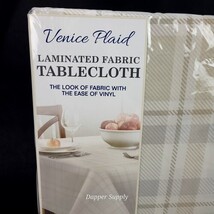 Venice Plaid
LAMINATED FABRIC
TABLECLOTH
THE LOOK OF FABRIC WITH
THE EASE OF VINYL
Dapper Supply